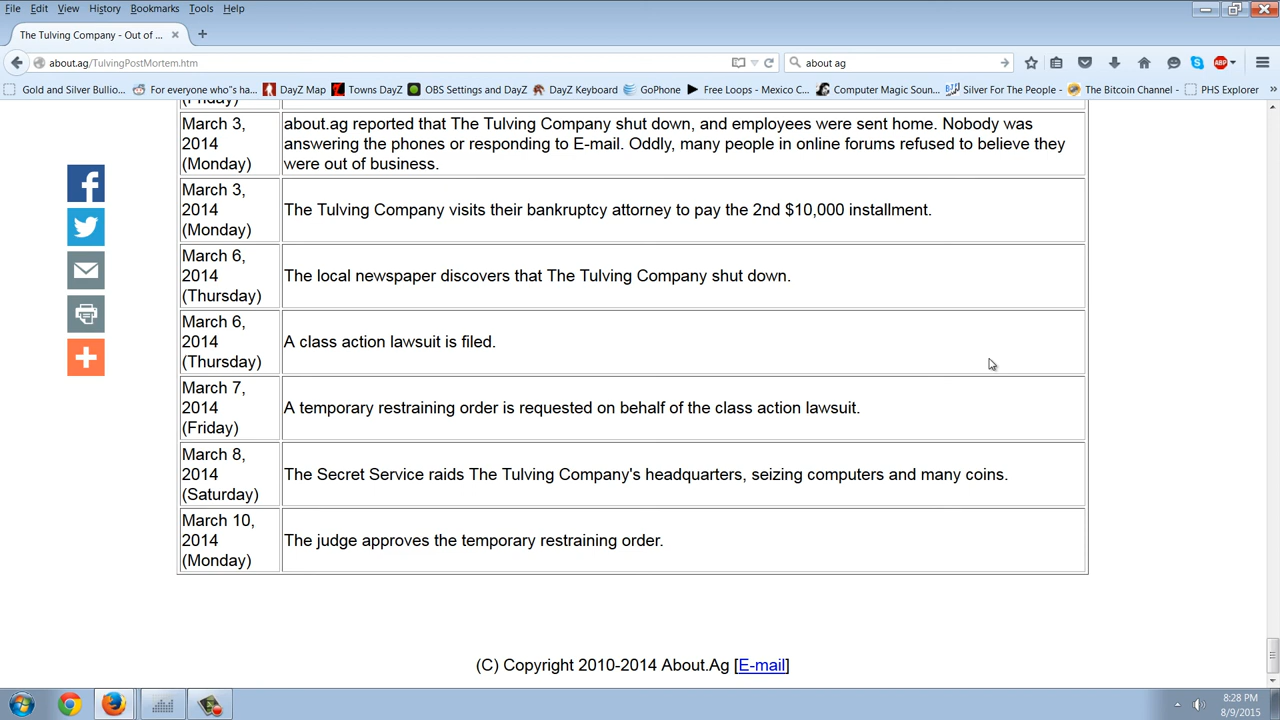 File Edit View History Bookmarks Tools Help
The Tulving Company - Out of ...
about.ag/TulvingPostMortem.htm
about ag
ABP
Gold and Silver Bullio...
For everyone who"s ha...
DayZ Map
Towns DayZ
OBS Settings and DayZ
DayZ Keyboard
GoPhone
Free Loops - Mexico C...
Computer Magic Soun...
Silver For The People - ...
The Bitcoin Channel - ...
PHS Explorer
(Friday)
March 3,
2014
(Monday)
about.ag reported that The Tulving Company shut down, and employees were sent home. Nobody was
answering the phones or responding to E-mail. Oddly, many people in online forums refused to believe they
were out of business.
March 3,
2014
(Monday)
The Tulving Company visits their bankruptcy attorney to pay the 2nd $10,000 installment.
March 6,
2014
(Thursday)
The local newspaper discovers that The Tulving Company shut down.
March 6,
2014
(Thursday)
A class action lawsuit is filed.
March 7,
2014
(Friday)
A temporary restraining order is requested on behalf of the class action lawsuit.
March 8,
2014
(Saturday)
The Secret Service raids The Tulving Company's headquarters, seizing computers and many coins.
March 10,
2014
(Monday)
The judge approves the temporary restraining order.
(C) Copyright 2010-2014 About.Ag [E-mail]
8:28 PM
8/9/2015